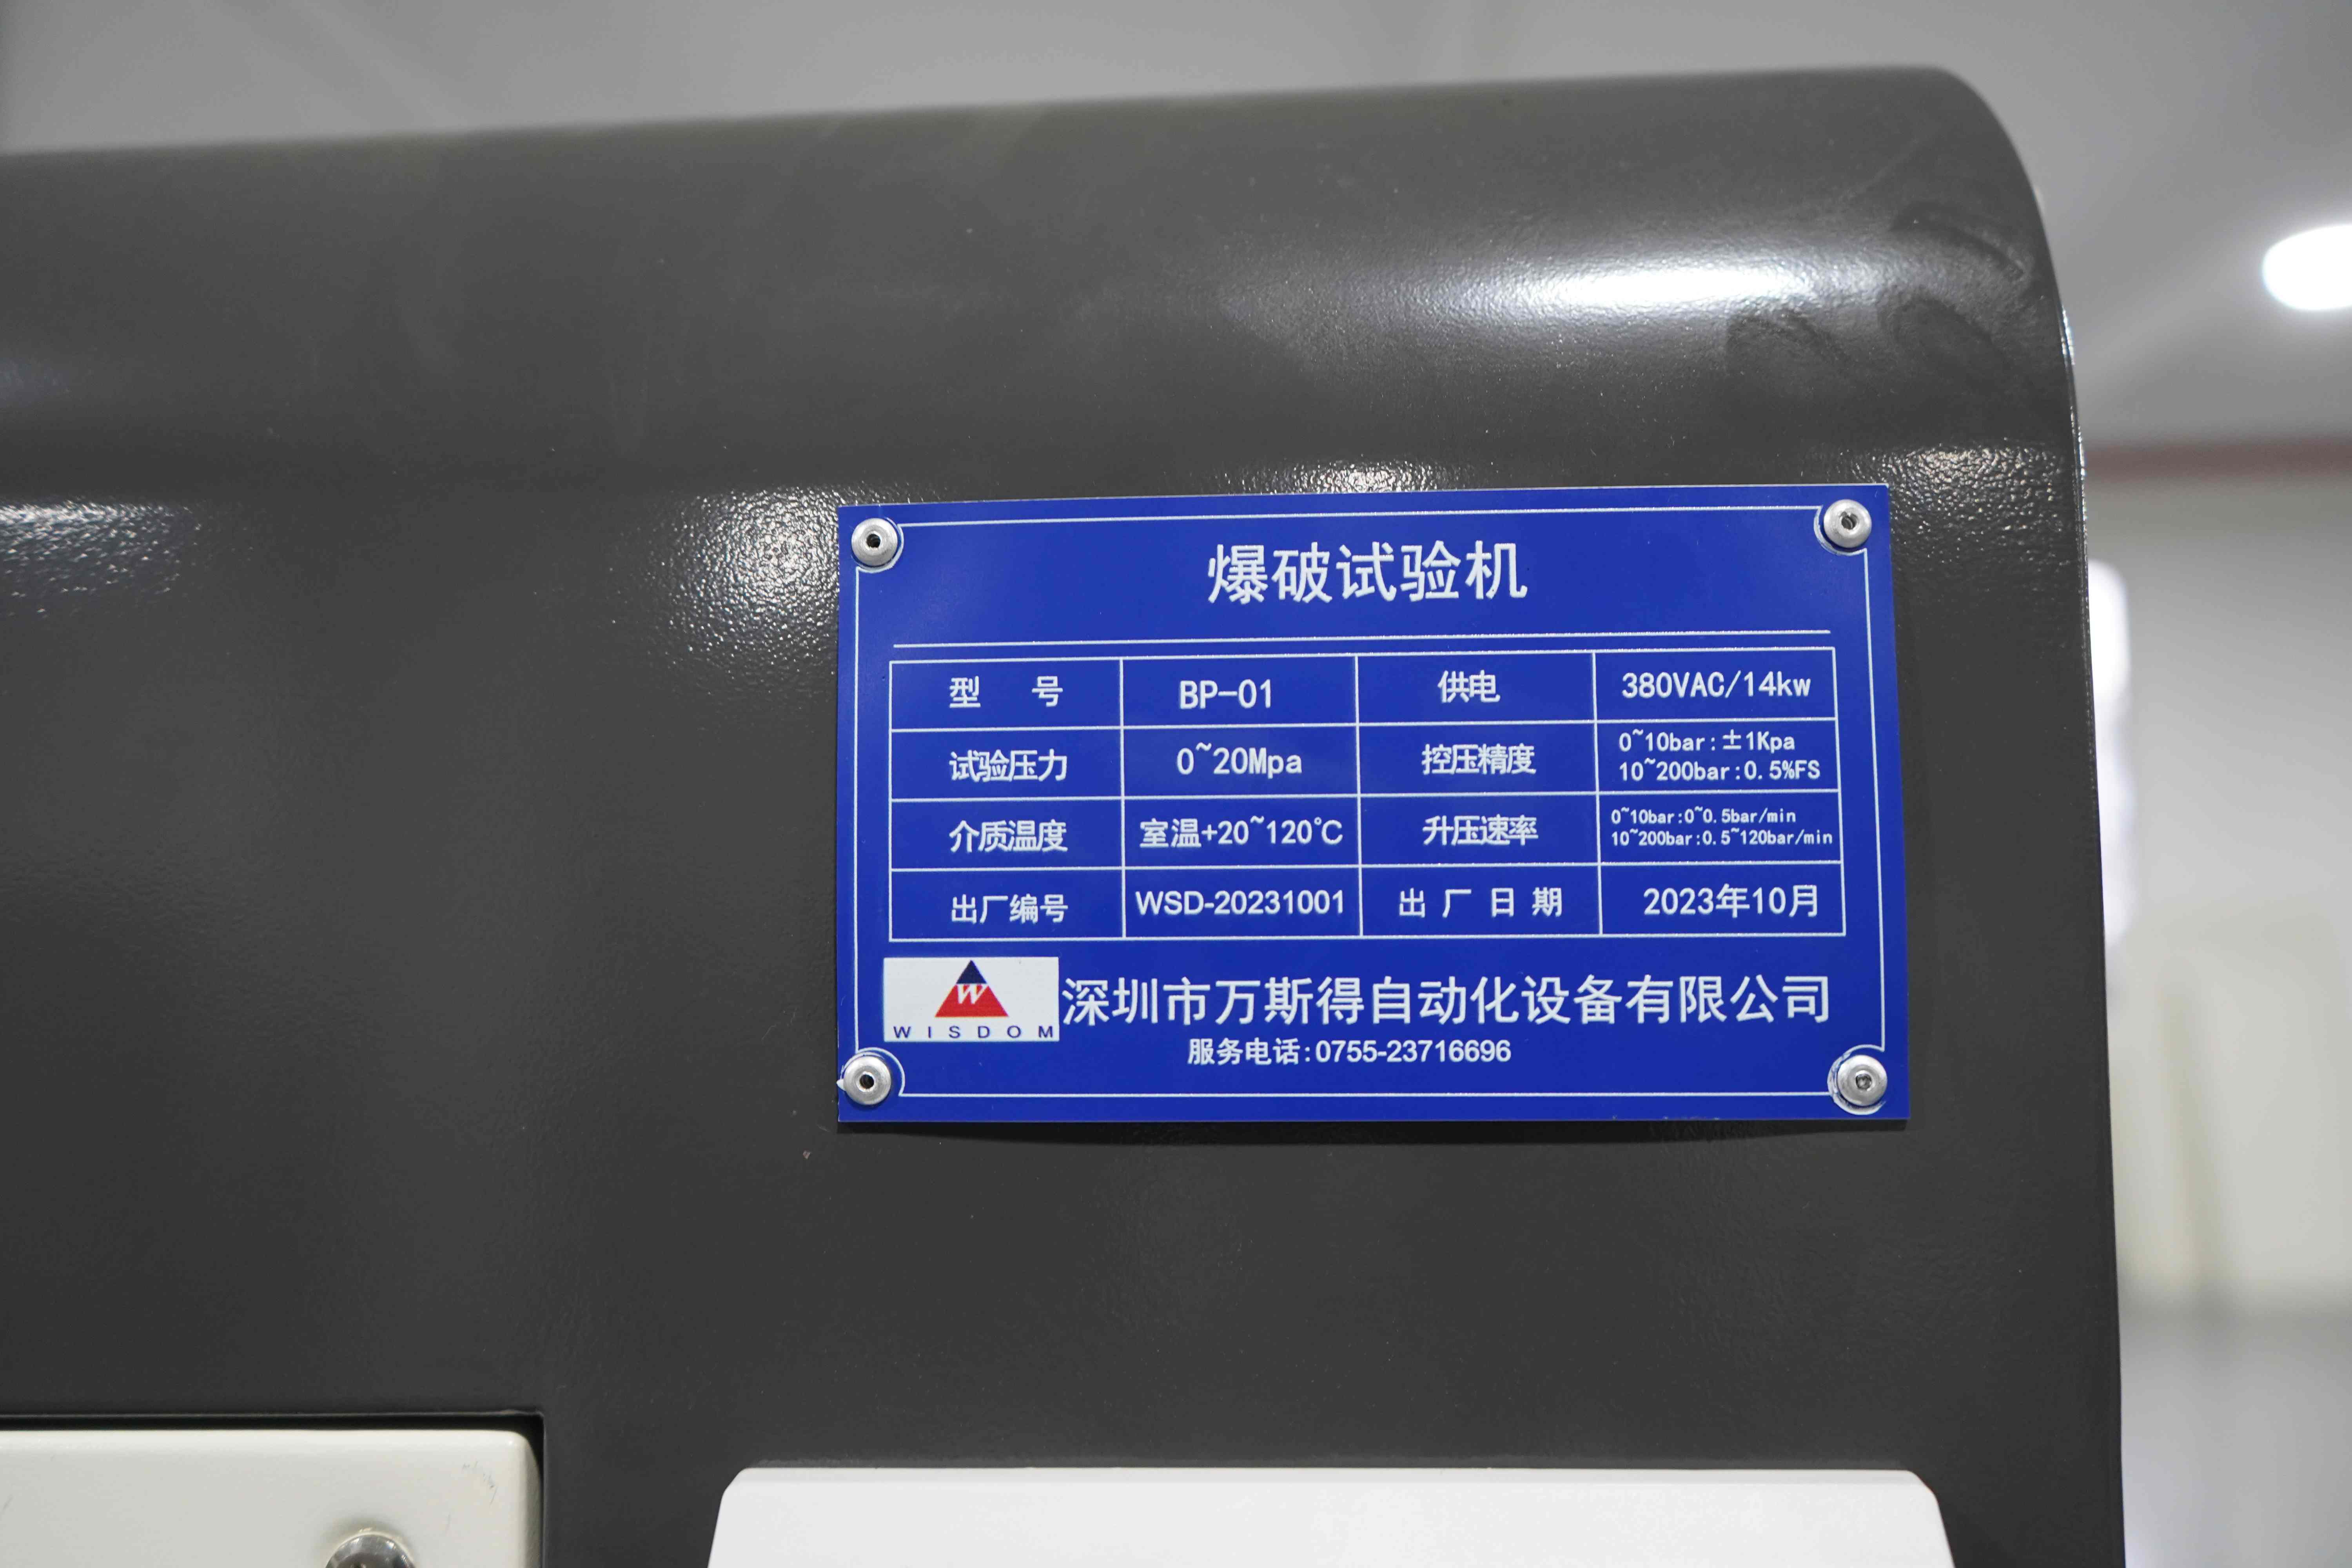 爆破试验机
型 号 BP-01 供电 380VAC/14kw
试验压力 0~20Mpa 控压精度 0~10bar:±1Kpa
10~200bar:0.5%FS
介质温度 室温+20~120℃ 升压速率 0~10bar:0~0.5bar/min
10~200bar:0.5~120bar/min
出厂编号 WSD-20231001 出 厂 日 期 2023年10月
W
WISDOM
深圳市万斯得自动化设备有限公司
服务电话:0755-23716696